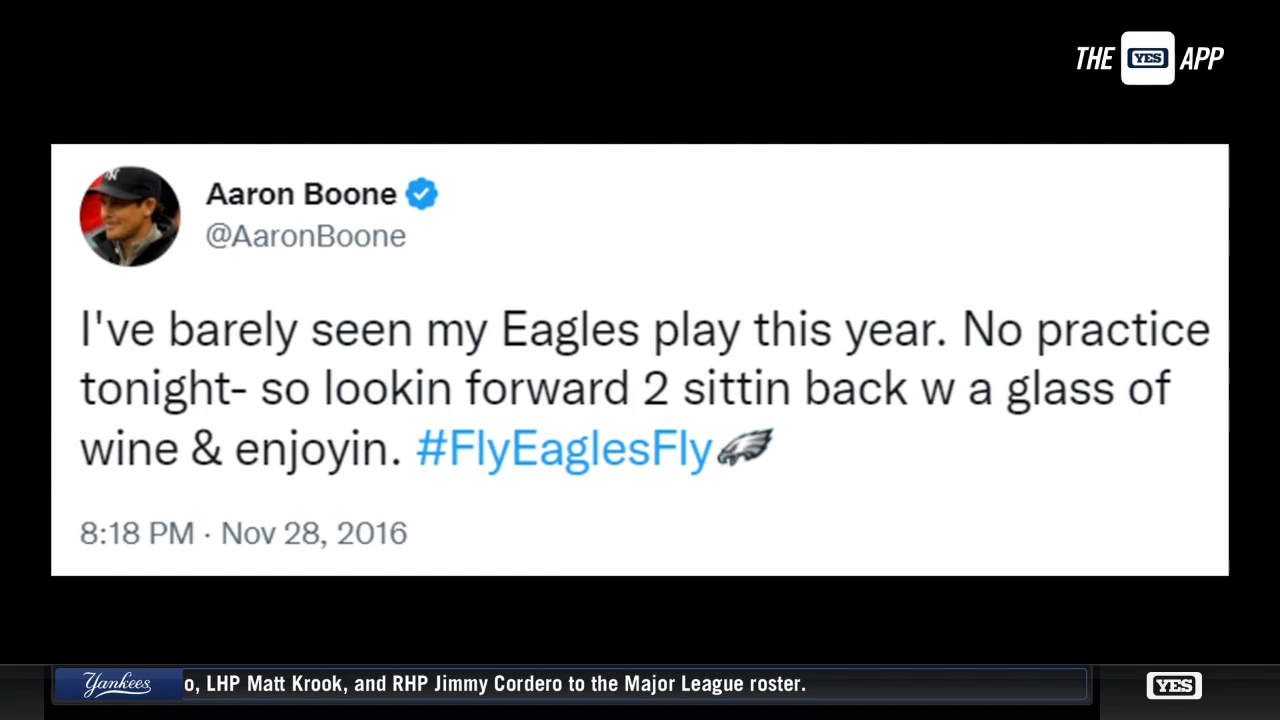 THE YES APP
Aaron Boone
@AaronBoone
I've barely seen my Eagles play this year. No practice
tonight- so lookin forward 2 sittin back w a glass of
wine & enjoyin. #FlyEaglesFly
8:18 PM · Nov 28, 2016
Yankees o, LHP Matt Krook, and RHP Jimmy Cordero to the Major League roster. YES